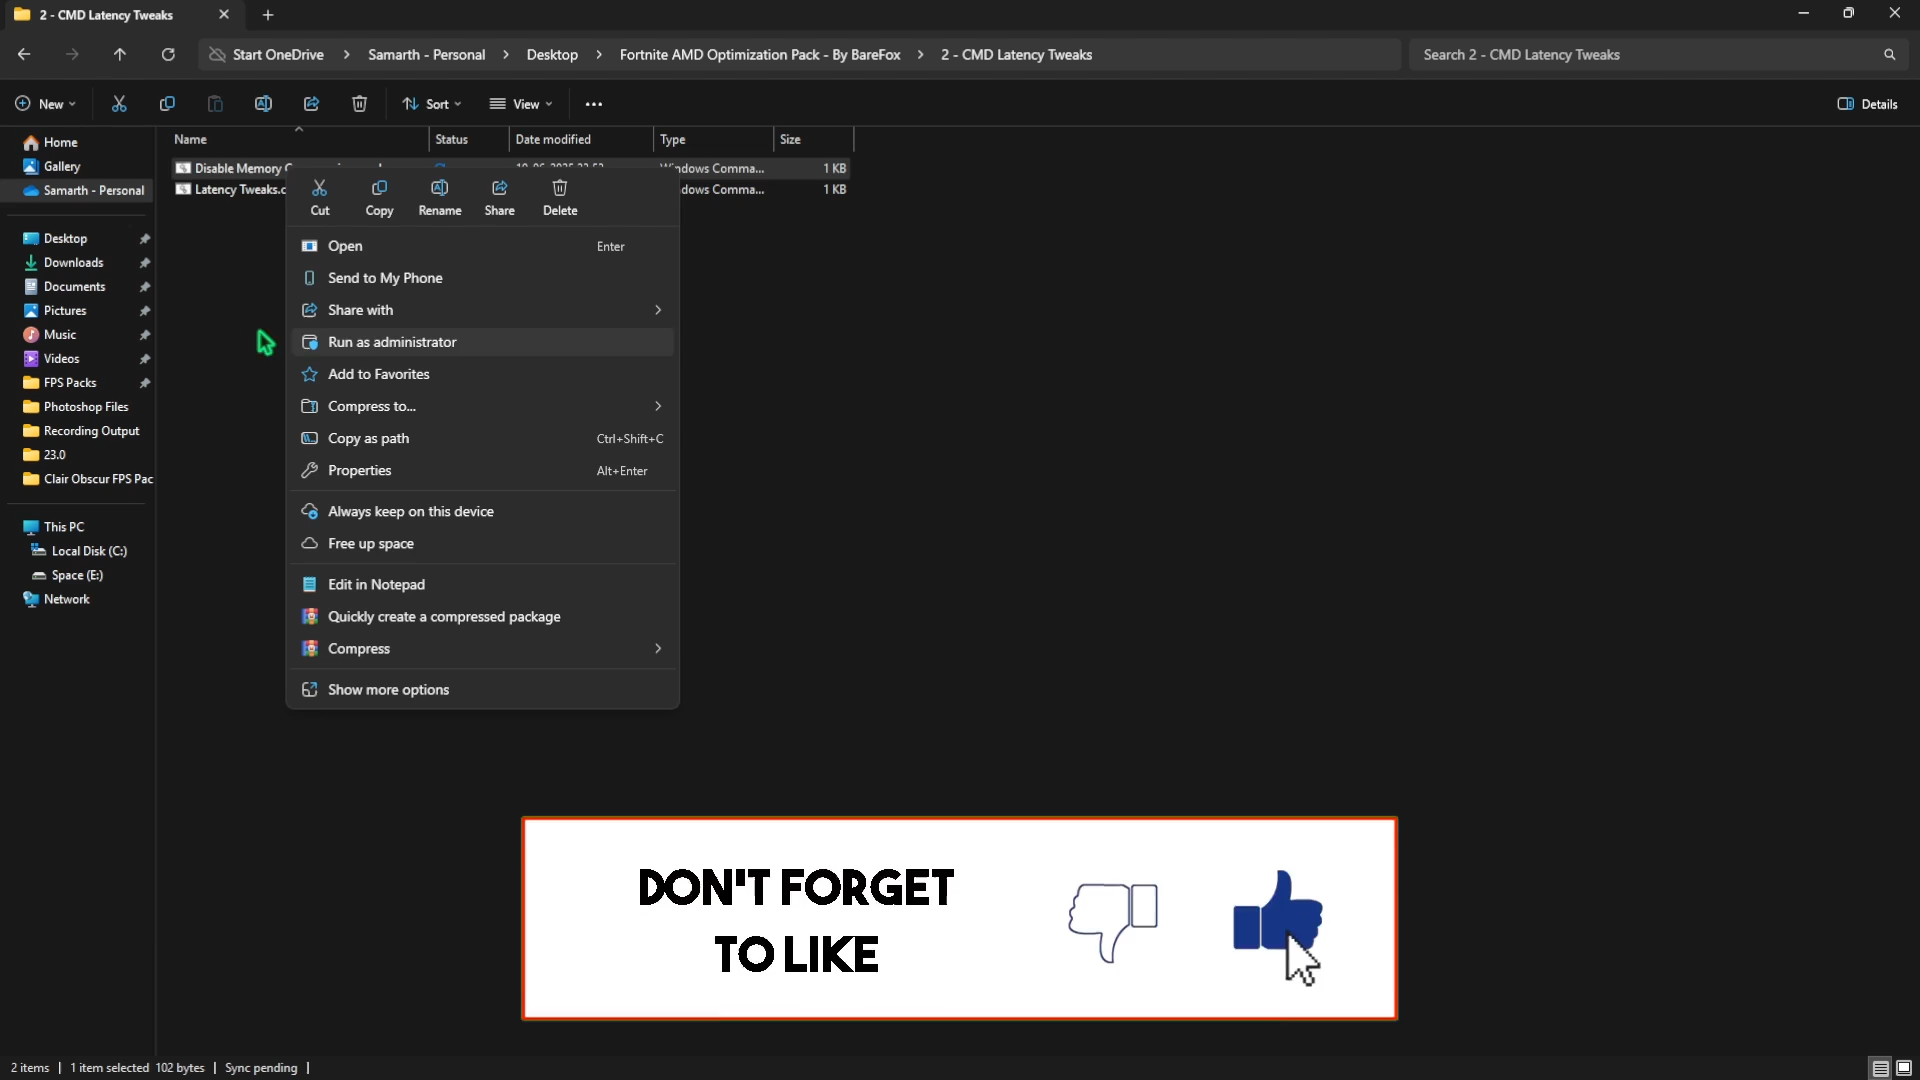 2 - CMD Latency Tweaks
Start OneDrive
Samarth - Personal
Desktop
Fortnite AMD Optimization Pack - By BareFox
2 - CMD Latency Tweaks
Search 2 - CMD Latency Tweaks
New
Sort
View
Details
Name
Status
Date modified
Type
Size
Disable Memory
Windows Comma...
1 KB
Latency Tweaks.c
dows Comma...
1 KB
Home
Gallery
Samarth - Personal
Desktop
Downloads
Documents
Pictures
Music
Videos
FPS Packs
Photoshop Files
Recording Output
23.0
Clair Obscur FPS Pac
This PC
Local Disk (C:)
Space (E:)
Network
Cut
Copy
Rename
Share
Delete
Open Enter
Send to My Phone
Share with
Run as administrator
Add to Favorites
Compress to...
Copy as path Ctrl+Shift+C
Properties Alt+Enter
Always keep on this device
Free up space
Edit in Notepad
Quickly create a compressed package
Compress
Show more options
DON'T FORGET
TO LIKE
2 items
1 item selected 102 bytes
Sync pending